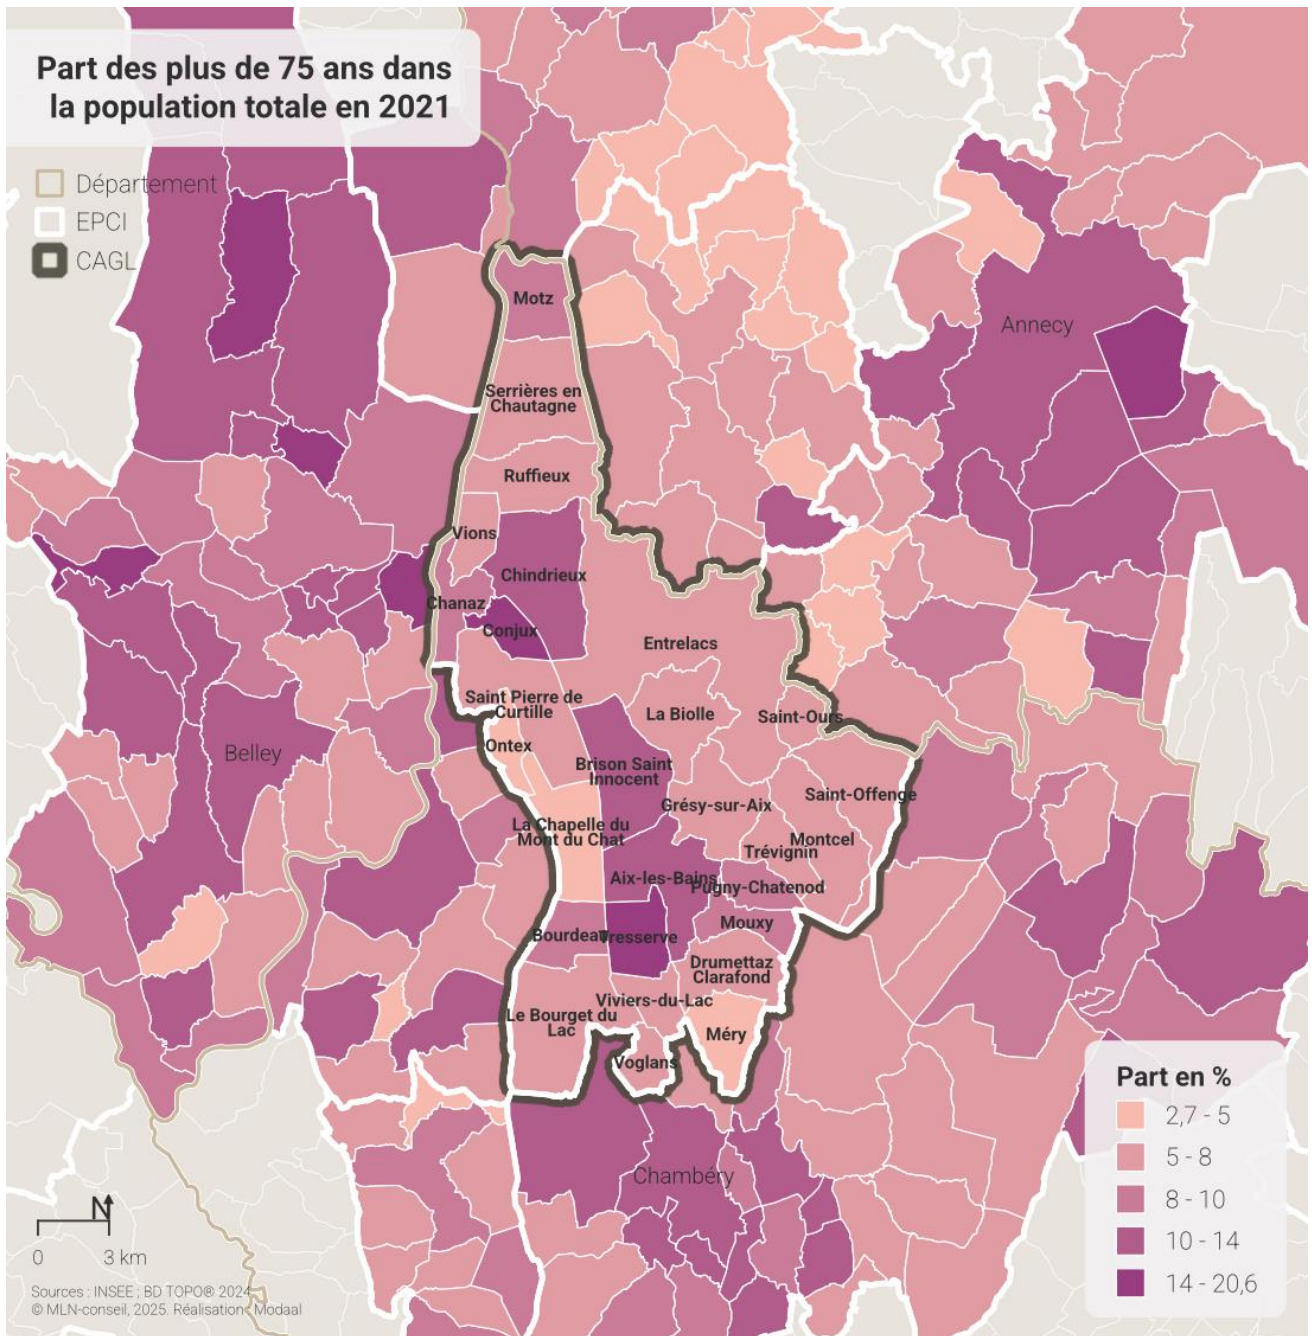 Part des plus de 75 ans dans
la population totale en 2021
Département
EPCI
CAGL
Motz
Annecy
Serrières en
Chautagne
Ruffieux
Vions
Chindrieux
Chanaz
Conjux
Entrelacs
Saint Pierre de
Curtille
La Biolle
Saint-Ours
Ontex
Belley
Brison Saint
Innocent
Saint-Offenge
Grésy-sur-Aix
La Chapelle du
Mont du Chat
Montcel
Trévignin
Aix-les-Bains
Pugny-Chatenod
Mouxy
Bourdeau
Tresserve
Drumettaz
Clarafond
Viviers-du-Lac
Le Bourget du
Lac
Méry
Voglans
Chambéry
Part en %
2,7 - 5
5 - 8
8 - 10
10 - 14
14 - 20,6
N
0 3 km
Sources : INSEE ; BD TOPO® 2024
© MLN-conseil, 2025. Réalisation : Modaal